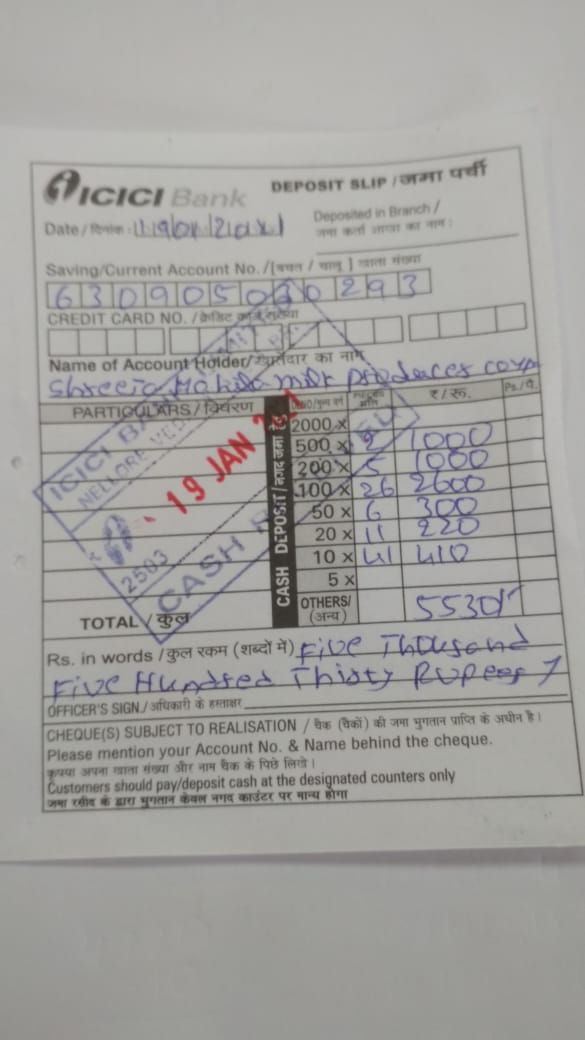 ICICI Bank DEPOSIT SLIP / जमा पर्ची
Date / दिनांक : 19/01/2021 Deposited in Branch /
जमा कर्ता शाखा का नाम :
Saving/Current Account No. /[बचत / चालू ] खाता संख्या
630905030293
CREDIT CARD NO. / क्रेडिट कार्ड संख्या
Name of Account Holder/खातेदार का नाम
Shreeja Mahila milk producer comp
PARTICULARS / विवरण ₹ / रू. Ps./पै.
CASH DEPOSIT / नगद जमा
2000 x
500 x 2 1000
200 x 5 1000
100 x 26 2600
50 x 6 300
20 x 11 220
10 x 41 410
5 x
TOTAL / कुल OTHERS/ (अन्य) 5530/-
ICICI BANK
NELLORE
19 JAN
2503
CASH
Rs. in words / कुल रकम (शब्दों में) Five Thousand
Five Hundred Thirty Rupees
OFFICER'S SIGN./ अधिकारी के हस्ताक्षर
CHEQUE(S) SUBJECT TO REALISATION / चैक (चैकों) की जमा भुगतान प्राप्ति के अधीन है।
Please mention your Account No. & Name behind the cheque.
कृपया अपना खाता संख्या और नाम चैक के पिछे लिखे।
Customers should pay/deposit cash at the designated counters only
जमा रसीद के द्वारा भुगतान केवल नगद काउंटर पर मान्य होगा